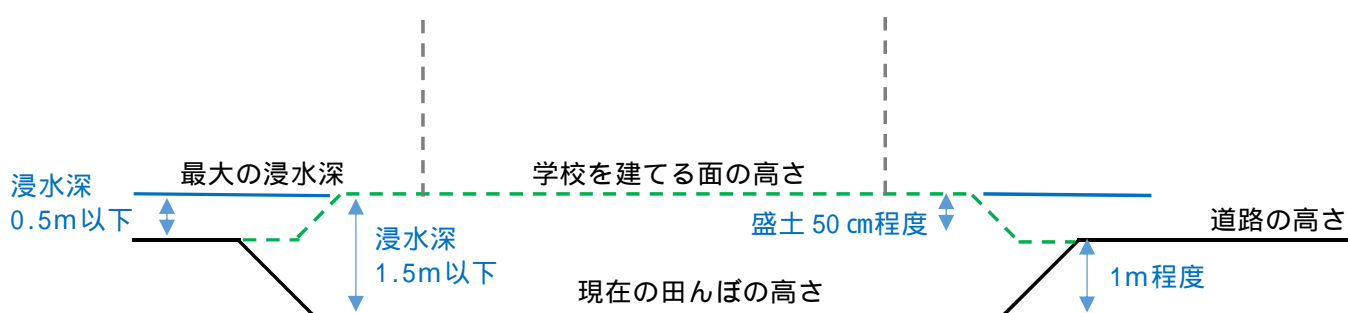 最大の浸水深
学校を建てる面の高さ
浸水深
0.5m以下
盛土 50 ㎝程度
道路の高さ
浸水深
1.5m以下
1m程度
現在の田んぼの高さ